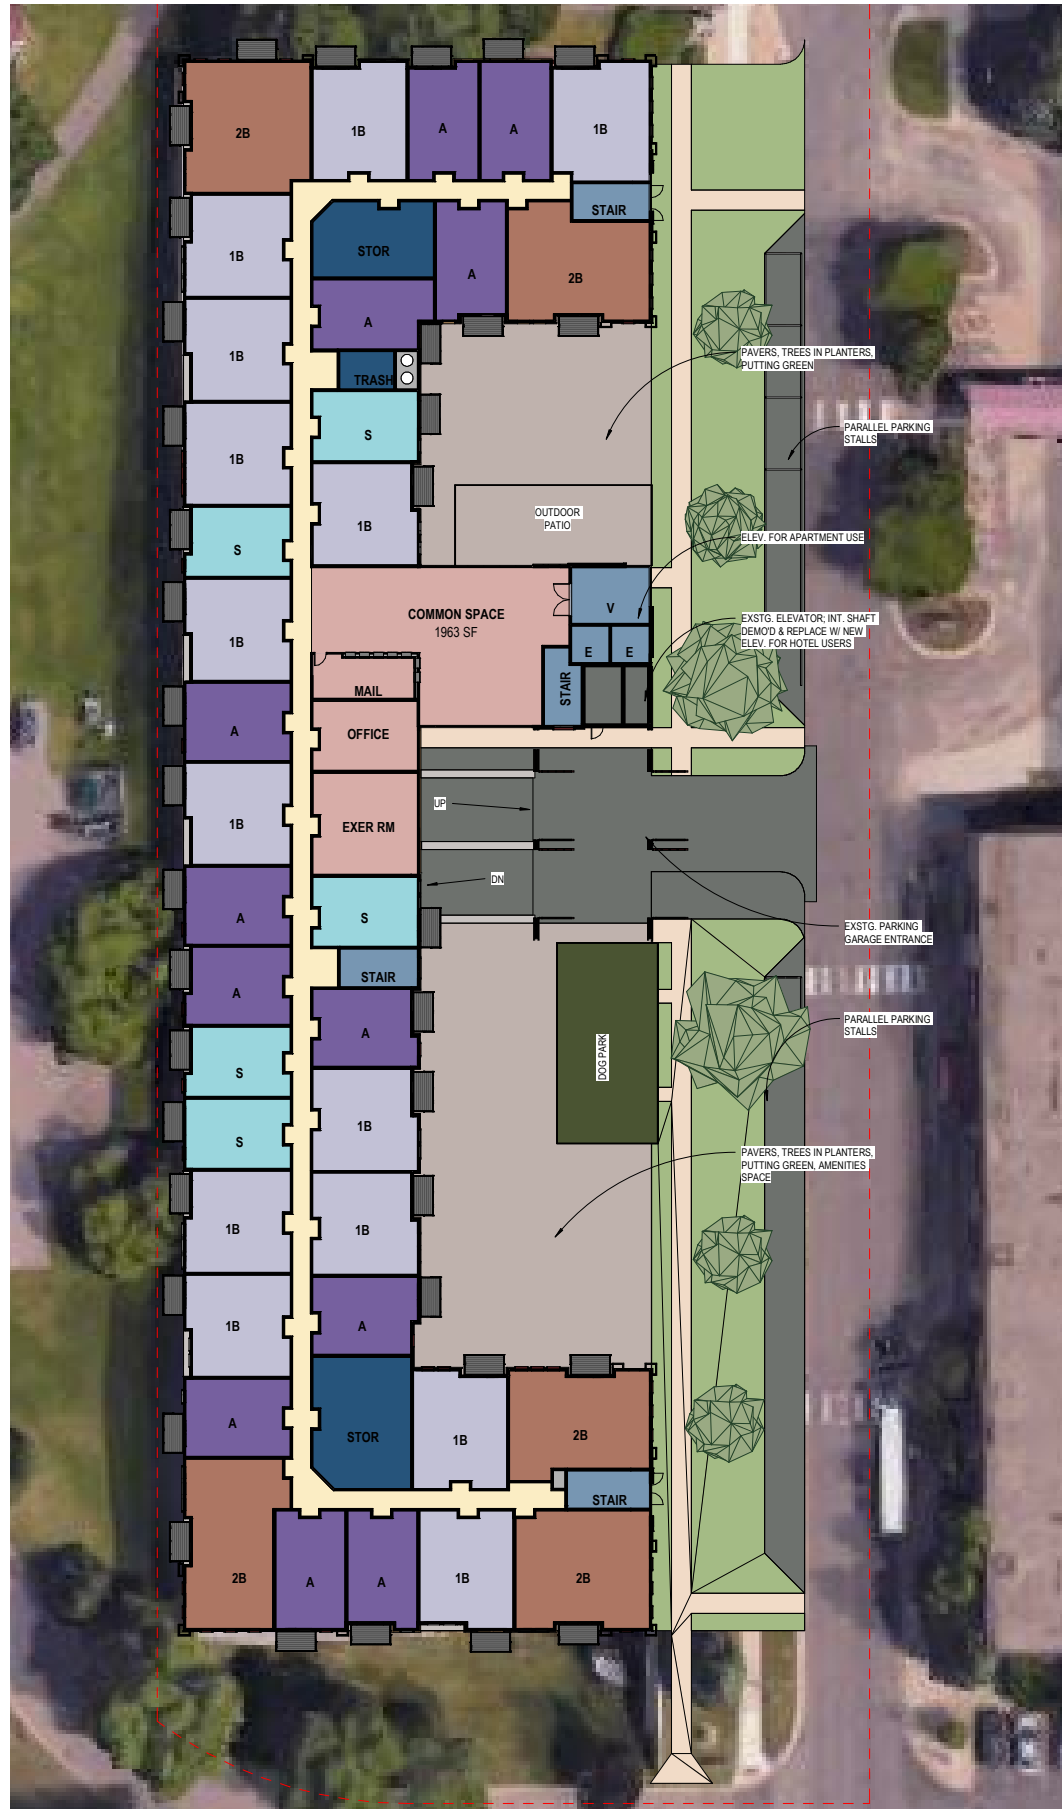 2B
1B
A
A
1B
STAIR
STOR
A
2B
1B
A
1B
TRASH
PAVERS, TREES IN PLANTERS,
PUTTING GREEN
S
1B
PARALLEL PARKING
STALLS
1B
OUTDOOR
PATIO
S
ELEV. FOR APARTMENT USE
1B
COMMON SPACE
1963 SF
V
E
E
EXSTG. ELEVATOR; INT. SHAFT
DEMO'D & REPLACE W/ NEW
ELEV. FOR HOTEL USERS
MAIL
STAIR
A
OFFICE
1B
EXER RM
UP
DN
A
S
EXSTG. PARKING
GARAGE ENTRANCE
A
STAIR
A
PARALLEL PARKING
STALLS
S
DOG PARK
1B
S
PAVERS, TREES IN PLANTERS,
PUTTING GREEN, AMENITIES
SPACE
1B
1B
1B
A
A
STOR
1B
2B
STAIR
2B
A
A
1B
2B